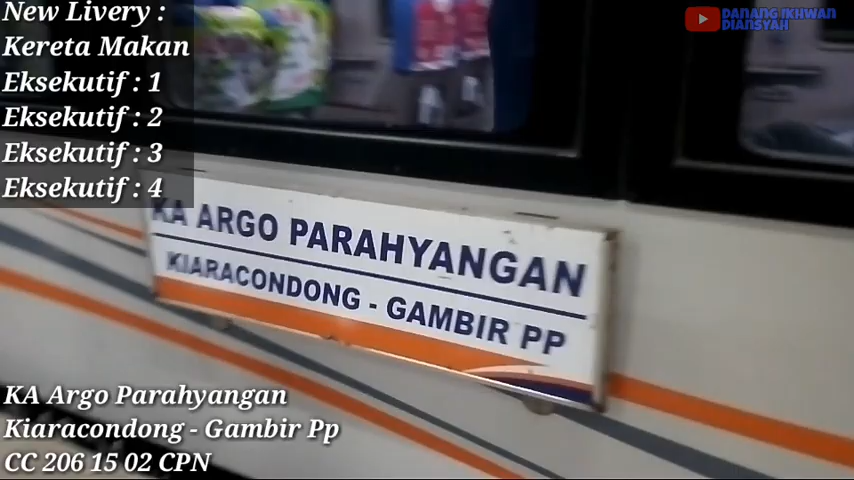 New Livery :
Kereta Makan
Eksekutif : 1
Eksekutif : 2
Eksekutif : 3
Eksekutif : 4
DANANG IKHWAN
DIANSYAH
KA ARGO PARAHYANGAN
KIARACONDONG - GAMBIR PP
KA Argo Parahyangan
Kiaracondong - Gambir Pp
CC 206 15 02 CPN